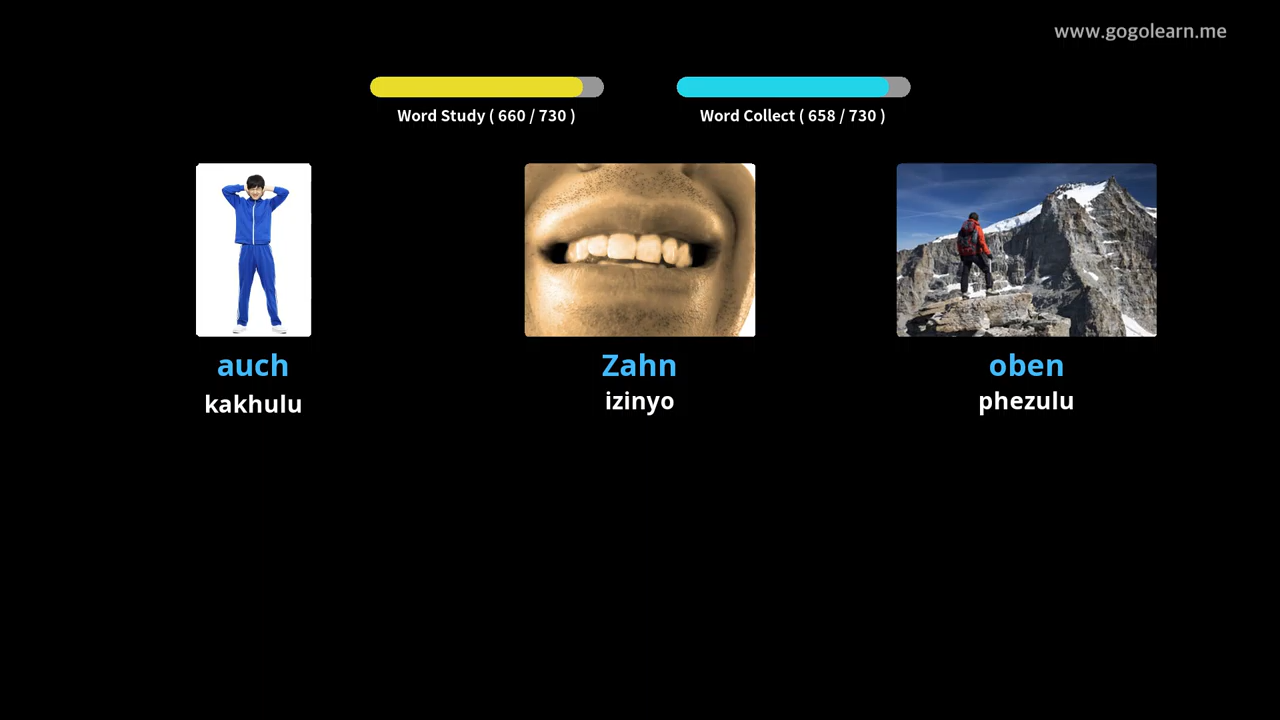 www.gogolearn.me
Word Study ( 660 / 730 )
Word Collect ( 658 / 730 )
auch
kakhulu
Zahn
izinyo
oben
phezulu